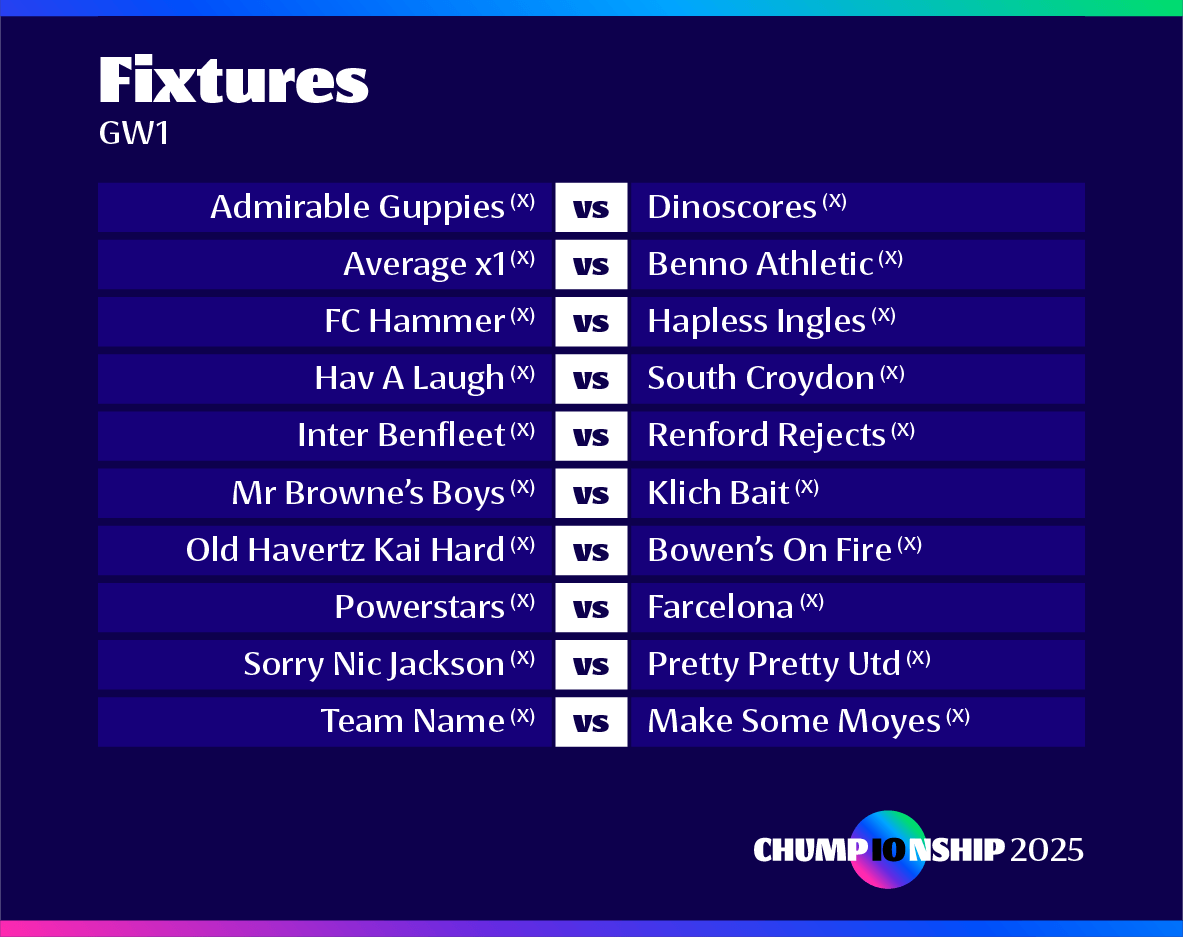 Fixtures
GW1
Admirable Guppies (X) vs Dinoscores (X)
Average x1 (X) vs Benno Athletic (X)
FC Hammer (X) vs Hapless Ingles (X)
Hav A Laugh (X) vs South Croydon (X)
Inter Benfleet (X) vs Renford Rejects (X)
Mr Browne’s Boys (X) vs Klich Bait (X)
Old Havertz Kai Hard (X) vs Bowen’s On Fire (X)
Powerstars (X) vs Farcelona (X)
Sorry Nic Jackson (X) vs Pretty Pretty Utd (X)
Team Name (X) vs Make Some Moyes (X)
CHUMPIONSHIP 2025